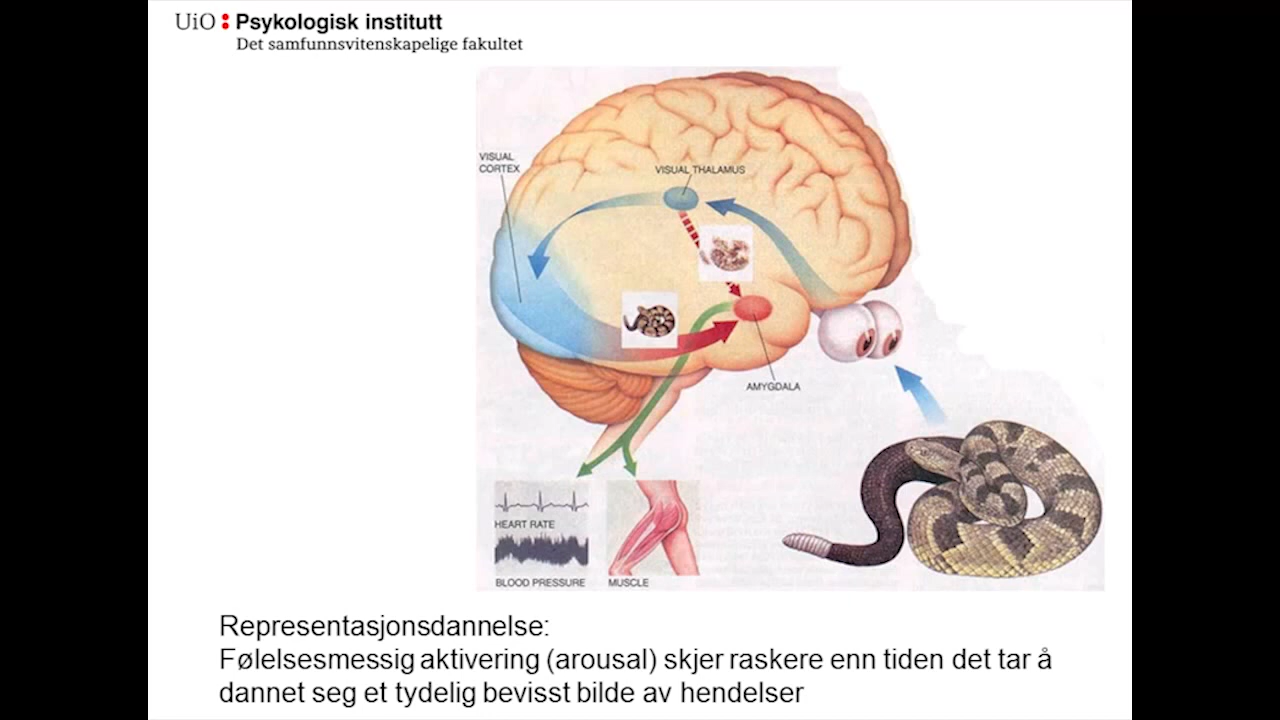 UiO : Psykologisk institutt
Det samfunnsvitenskapelige fakultet
VISUAL
CORTEX
VISUAL THALAMUS
AMYGDALA
HEART RATE
BLOOD PRESSURE
MUSCLE
Representasjonsdannelse:
Følelsesmessig aktivering (arousal) skjer raskere enn tiden det tar å
dannet seg et tydelig bevisst bilde av hendelser